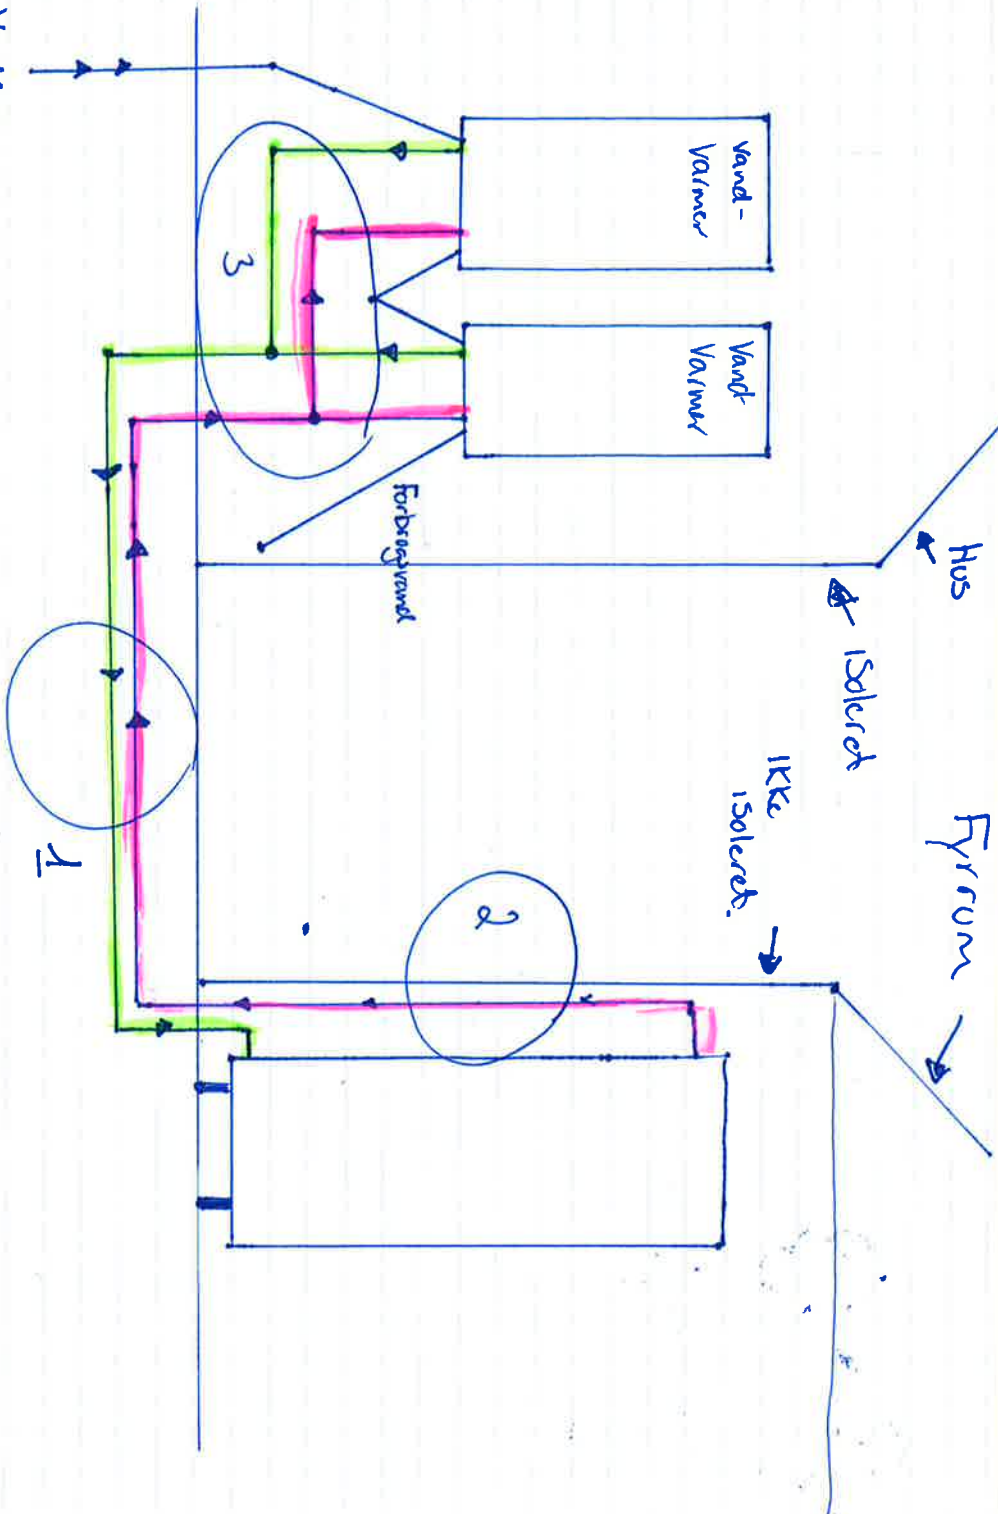 Hus
Fyrrum
isoleret
IKKe
isoleret.
Vand-
varmer
Vand-
Varmer
Forbrugsvand
1
2
3